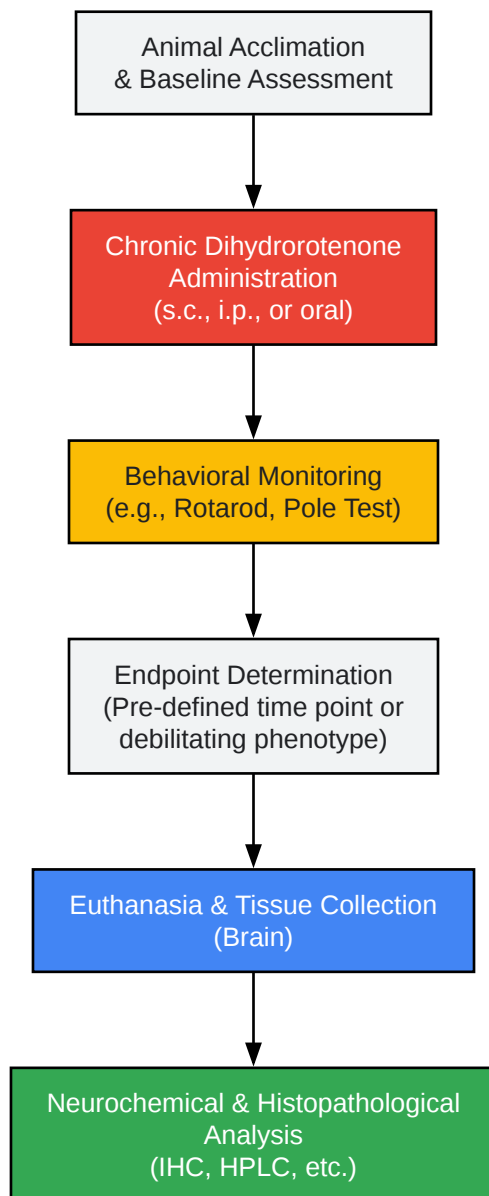 Animal Acclimation
& Baseline Assessment
Chronic Dihydrorotenone
Administration
(s.c., i.p., or oral)
Behavioral Monitoring
(e.g., Rotarod, Pole Test)
Endpoint Determination
(Pre-defined time point or
debilitating phenotype)
Euthanasia & Tissue Collection
(Brain)
Neurochemical & Histopathological
Analysis
(IHC, HPLC, etc.)